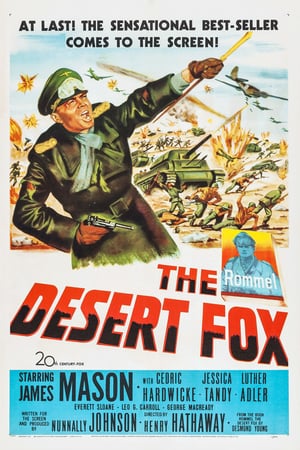 AT LAST! THE SENSATIONAL BEST-SELLER
COMES TO THE SCREEN!
THE
Rommel
DESERT FOX
20th CENTURY-FOX
STARRING
JAMES
MASON
WITH CEDRIC
HARDWICKE
JESSICA
TANDY
LUTHER
ADLER
EVERETT SLOANE · LEO G. CARROLL · GEORGE MACREADY
WRITTEN FOR
THE SCREEN
AND PRODUCED
BY
NUNNALLY JOHNSON
DIRECTED BY
HENRY HATHAWAY
FROM THE BOOK
ROMMEL
THE DESERT FOX BY
DESMOND YOUNG